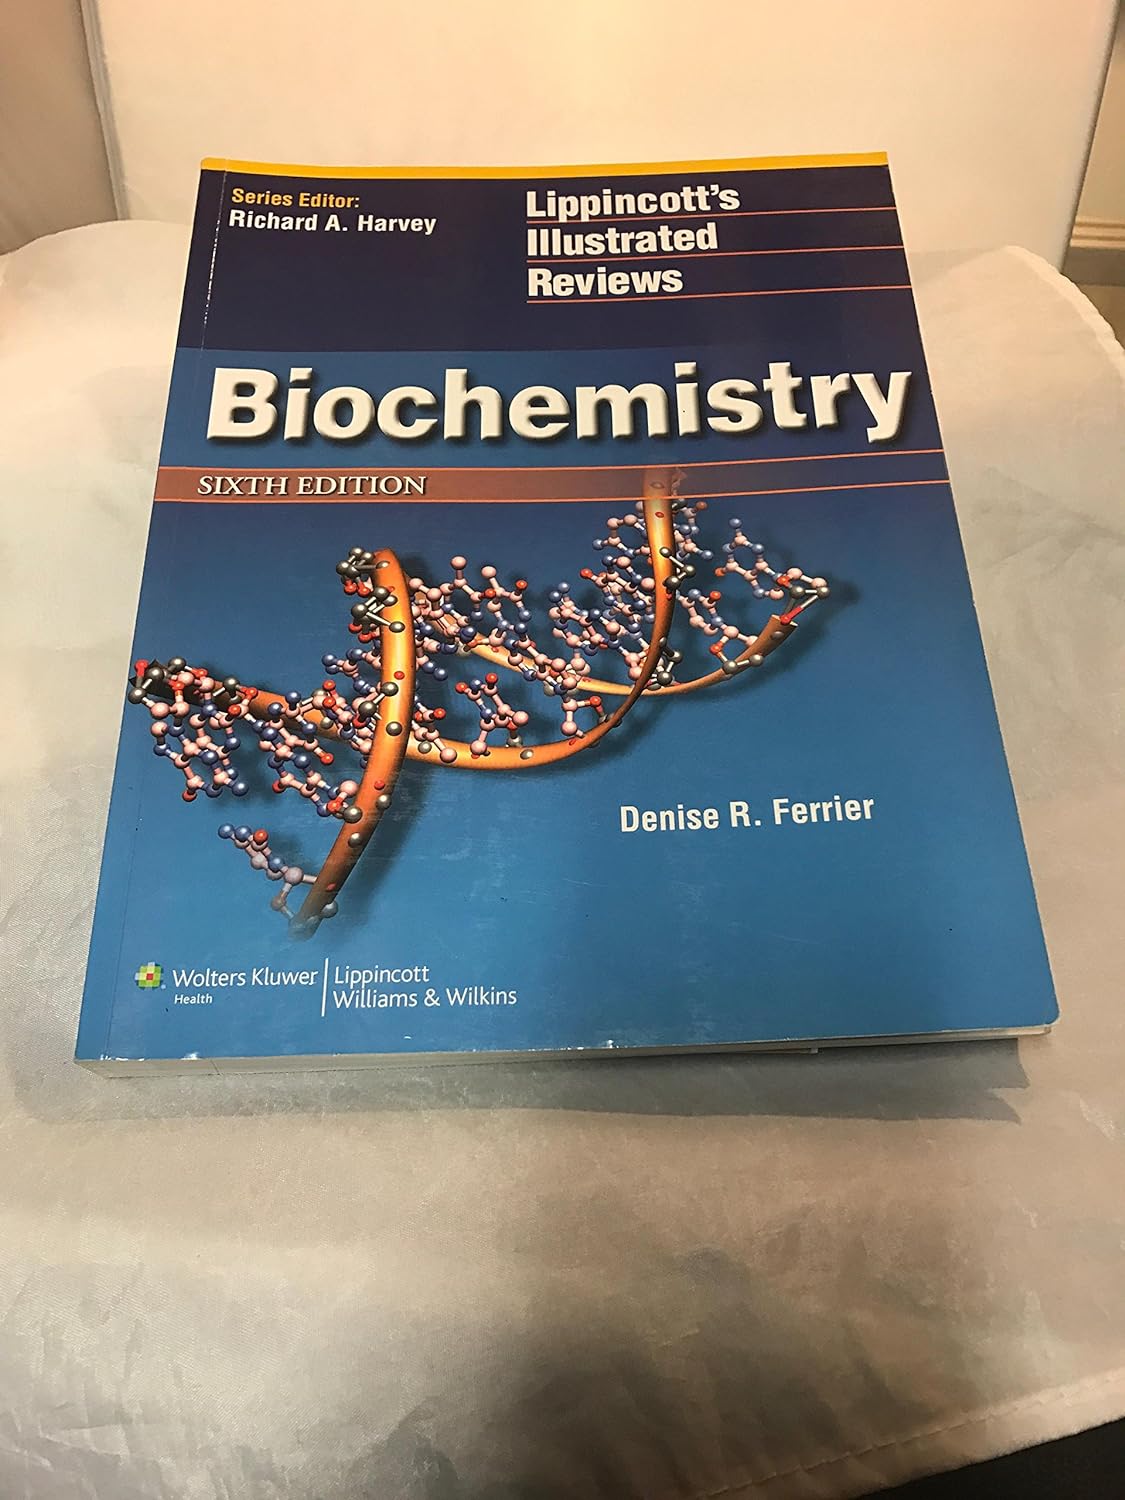 Series Editor:
Richard A. Harvey
Lippincott's
Illustrated
Reviews
Biochemistry
SIXTH EDITION
Denise R. Ferrier
Wolters Kluwer
Health
Lippincott
Williams & Wilkins